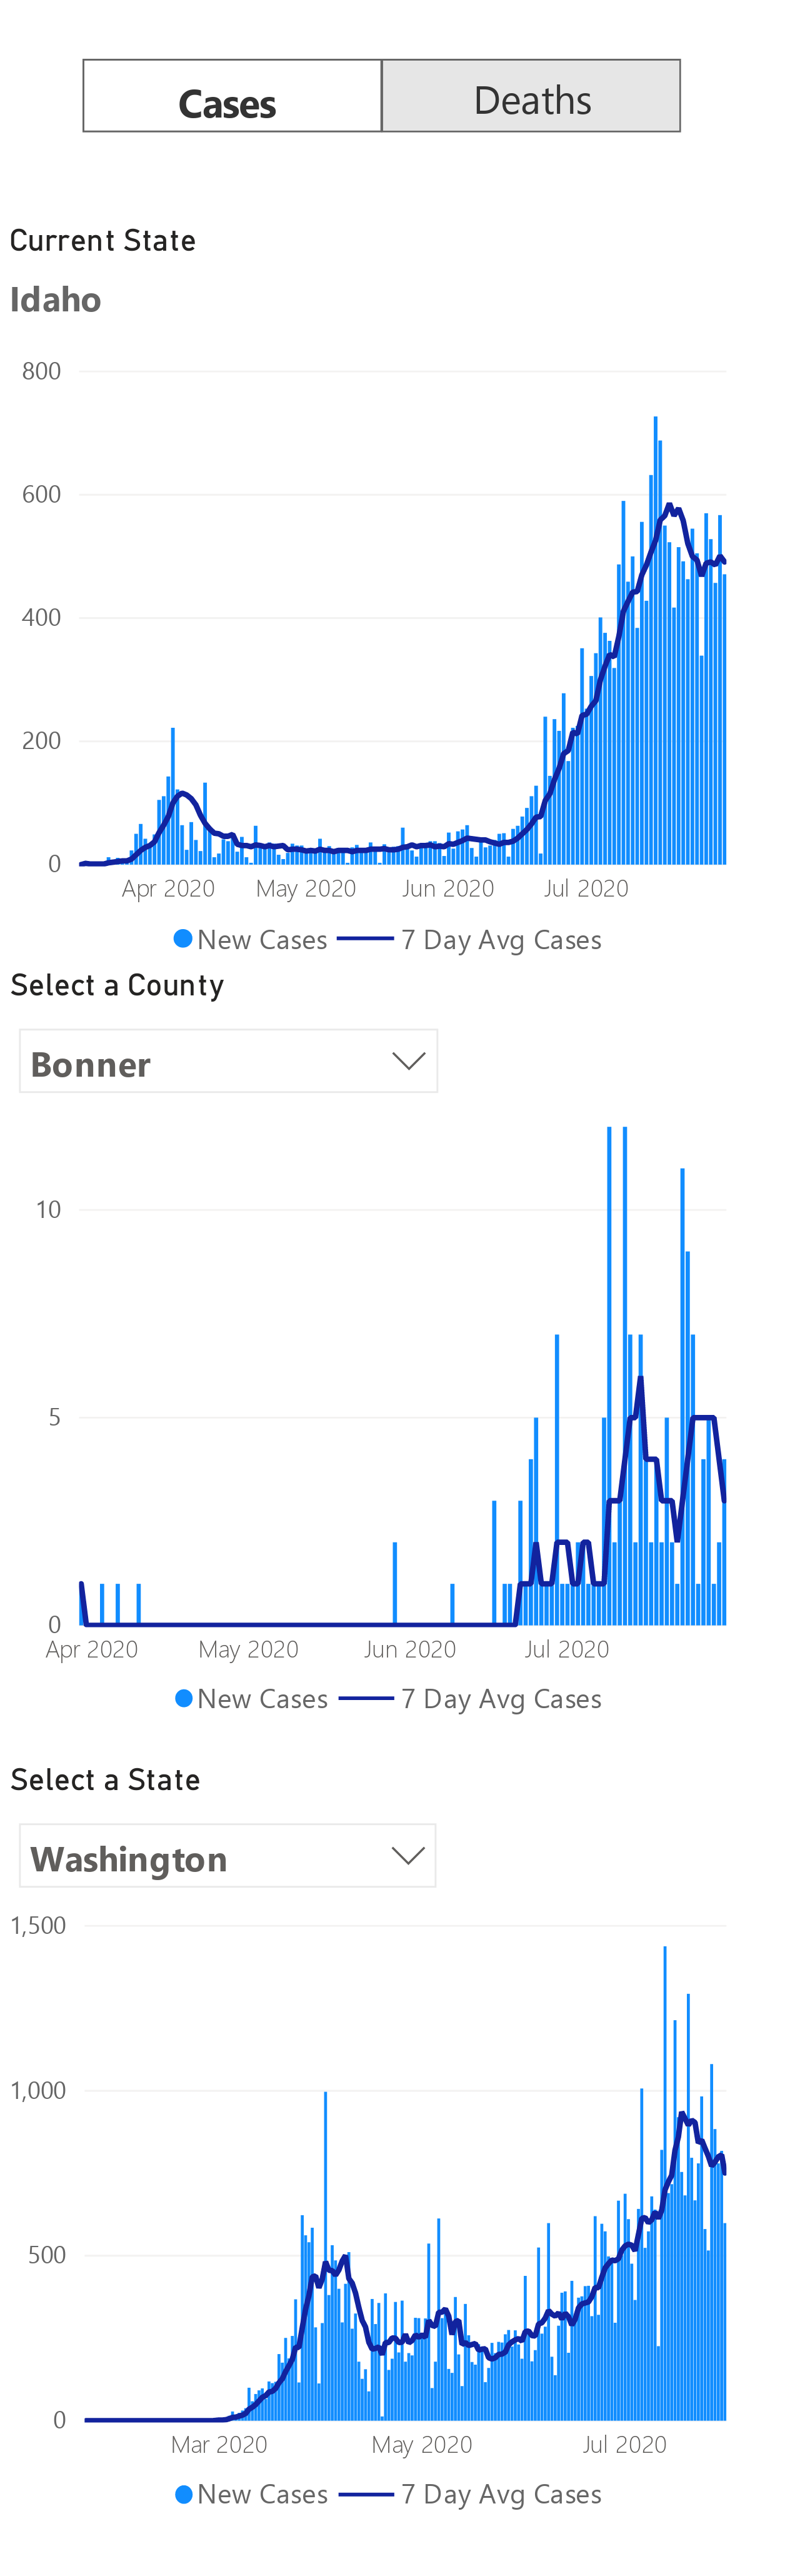 Cases Deaths
Current State
Idaho
800
600
400
200
0
Apr 2020 May 2020 Jun 2020 Jul 2020
New Cases 7 Day Avg Cases
Select a County
Bonner
10
5
0
Apr 2020 May 2020 Jun 2020 Jul 2020
New Cases 7 Day Avg Cases
Select a State
Washington
1,500
1,000
500
0
Mar 2020 May 2020 Jul 2020
New Cases 7 Day Avg Cases